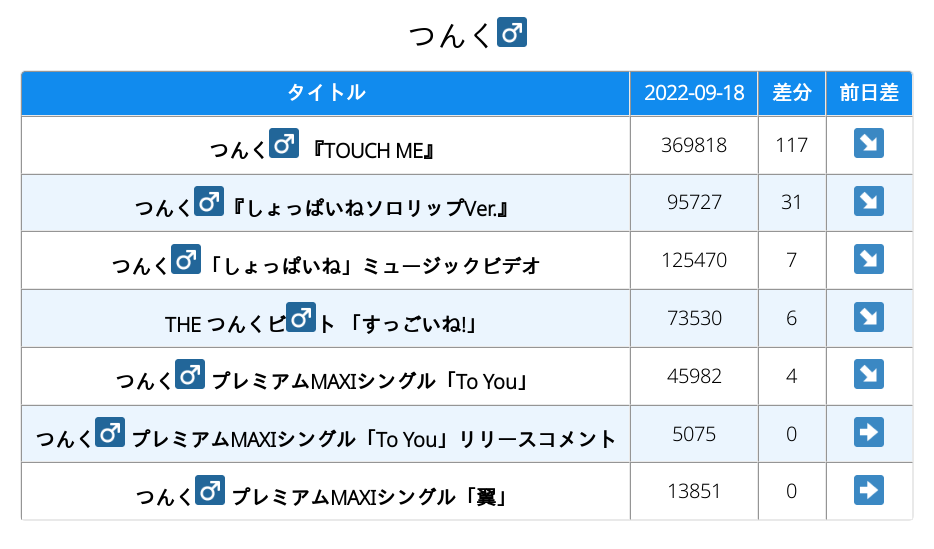 つんく♂
タイトル 2022-09-18 差分 前日差
つんく♂ 『TOUCH ME』 369818 117 ↘
つんく♂『しょっぱいねソロリップVer.』 95727 31 ↘
つんく♂「しょっぱいね」ミュージックビデオ 125470 7 ↘
THE つんくビ♂ト 「すっごいね!」 73530 6 ↘
つんく♂ プレミアムMAXIシングル「To You」 45982 4 ↘
つんく♂ プレミアムMAXIシングル「To You」リリースコメント 5075 0 ➡
つんく♂ プレミアムMAXIシングル「翼」 13851 0 ➡